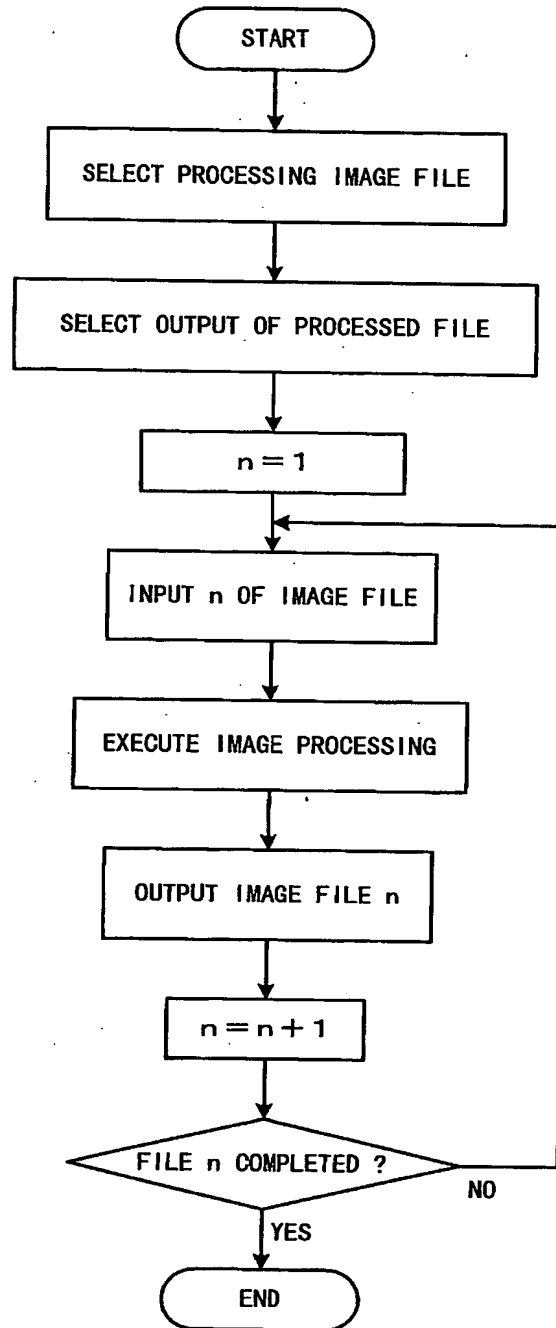 START
SELECT PROCESSING IMAGE FILE
SELECT OUTPUT OF PROCESSED FILE
n=1
INPUT n OF IMAGE FILE
EXECUTE IMAGE PROCESSING
OUTPUT IMAGE FILE n
n=n+1
FILE n COMPLETED ?
NO
YES
END